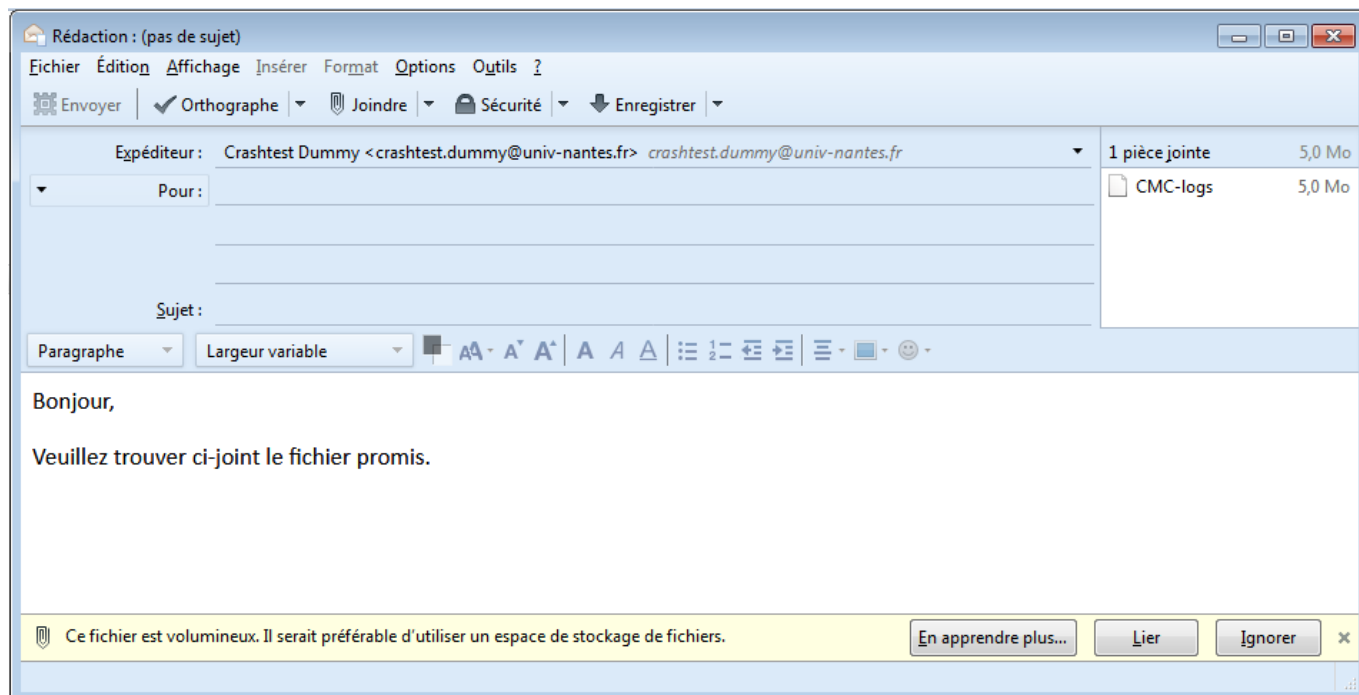 Rédaction : (pas de sujet)
Fichier Édition Affichage Insérer Format Options Outils ?
Envoyer Orthographe Joindre Sécurité Enregistrer
Expéditeur : Crashtest Dummy <crashtest.dummy@univ-nantes.fr> crashtest.dummy@univ-nantes.fr
1 pièce jointe 5,0 Mo
Pour :
CMC-logs 5,0 Mo
Sujet :
Paragraphe Largeur variable
Bonjour,
Veuillez trouver ci-joint le fichier promis.
Ce fichier est volumineux. Il serait préférable d'utiliser un espace de stockage de fichiers. En apprendre plus... Lier Ignorer